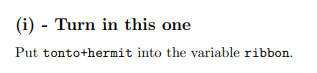 (i) - Turn in this one
Put tonto+hermit into the variable ribbon.